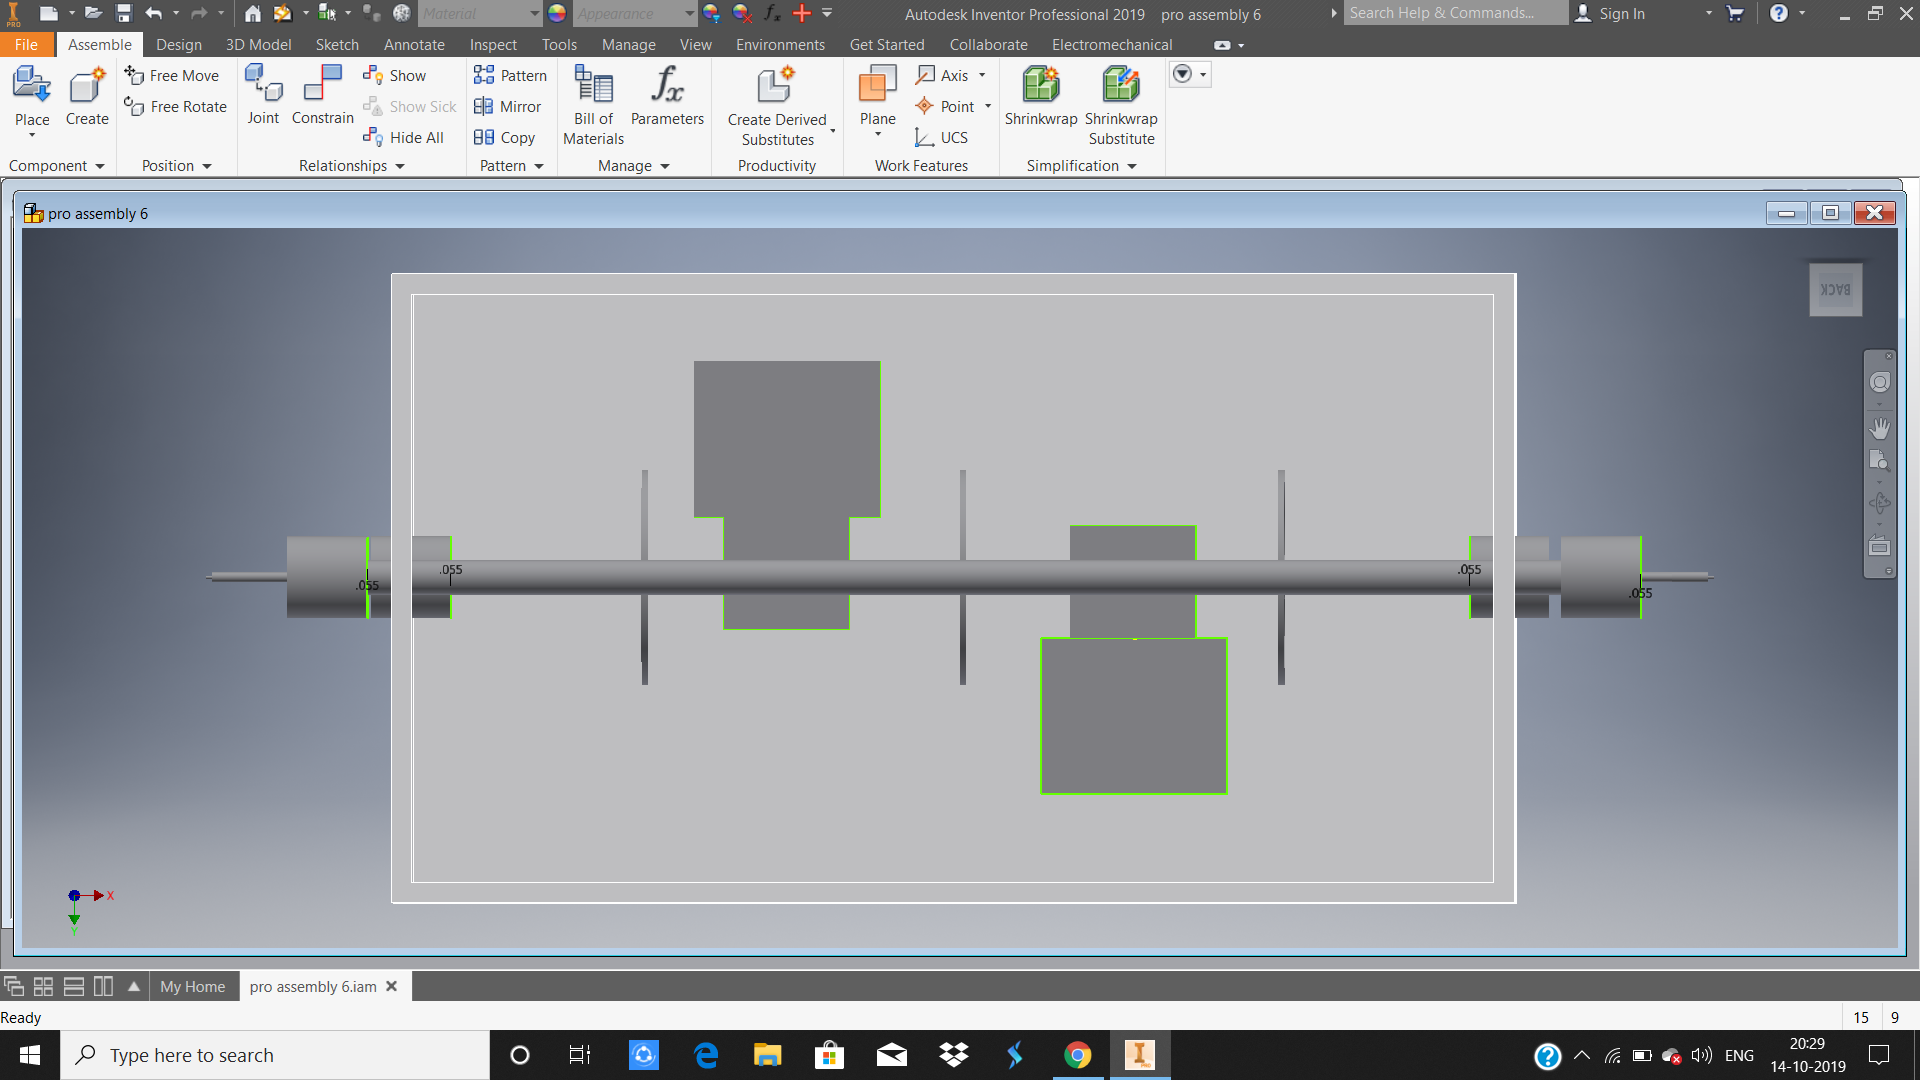 PRO
Material
Appearance
fx
Autodesk Inventor Professional 2019 pro assembly 6
Search Help & Commands...
Sign In
File Assemble Design 3D Model Sketch Annotate Inspect Tools Manage View Environments Get Started Collaborate Electromechanical
Place
Create
Component
Free Move
Free Rotate
Position
Joint
Constrain
Show
Show Sick
Hide All
Relationships
Pattern
Mirror
Copy
Pattern
Bill of
Materials
fx
Parameters
Manage
Create Derived
Substitutes
Productivity
Plane
Axis
Point
UCS
Work Features
Shrinkwrap
Shrinkwrap
Substitute
Simplification
pro assembly 6
BACK
.055
.055
.055
.055
X
Y
My Home
pro assembly 6.iam
Ready
15 9
Type here to search
ENG
20:29
14-10-2019